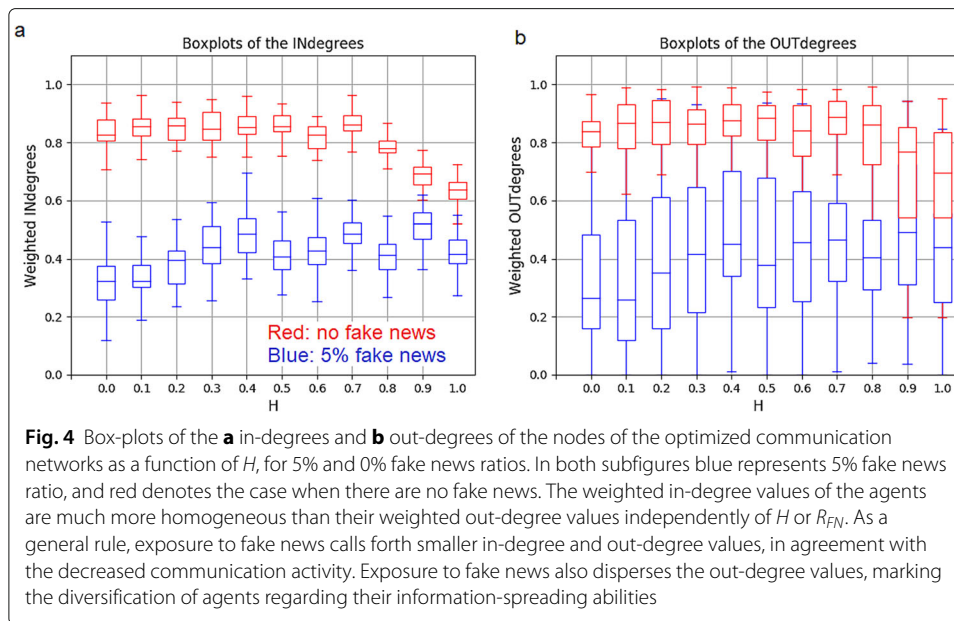 a
Boxplots of the INdegrees
Weighted INdegrees
1.0
0.8
0.6
0.4
0.2
0.0
Red: no fake news
Blue: 5% fake news
0.0 0.1 0.2 0.3 0.4 0.5 0.6 0.7 0.8 0.9 1.0
H
b
Boxplots of the OUTdegrees
Weighted OUTdegrees
1.0
0.8
0.6
0.4
0.2
0.0
0.0 0.1 0.2 0.3 0.4 0.5 0.6 0.7 0.8 0.9 1.0
H
Fig. 4 Box-plots of the a in-degrees and b out-degrees of the nodes of the optimized communication
networks as a function of H, for 5% and 0% fake news ratios. In both subfigures blue represents 5% fake news
ratio, and red denotes the case when there are no fake news. The weighted in-degree values of the agents
are much more homogeneous than their weighted out-degree values independently of H or R_FN. As a
general rule, exposure to fake news calls forth smaller in-degree and out-degree values, in agreement with
the decreased communication activity. Exposure to fake news also disperses the out-degree values, marking
the diversification of agents regarding their information-spreading abilities